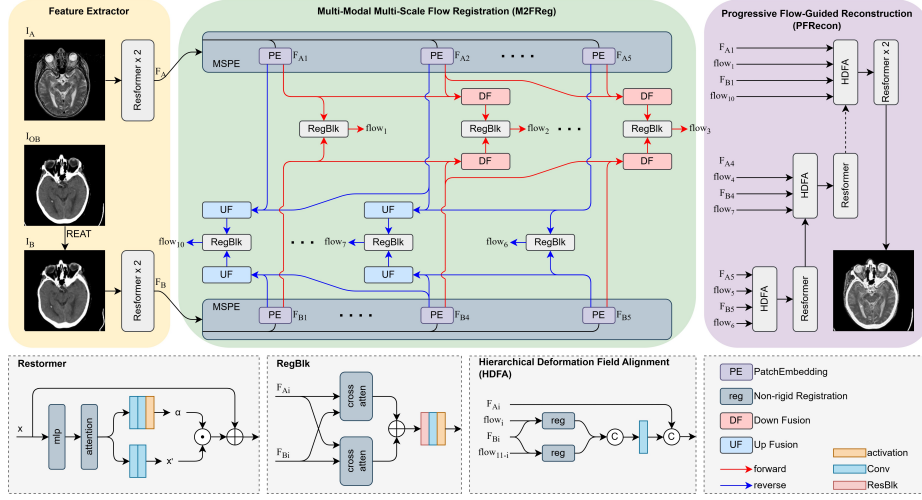 Feature Extractor
I_A
Resformer x 2
F_A
I_OB
REAT
I_B
Resformer x 2
F_B
Multi-Modal Multi-Scale Flow Registration (M2FReg)
MSPE
PE
F_A1
PE
F_A2
PE
F_A5
DF
DF
RegBlk
flow_1
RegBlk
flow_2
RegBlk
flow_3
DF
DF
UF
UF
flow_10
RegBlk
flow_7
RegBlk
flow_6
RegBlk
UF
UF
MSPE
PE
F_B1
PE
F_B4
PE
F_B5
Progressive Flow-Guided Reconstruction
(PFRecon)
F_A1
flow_1
F_B1
flow_10
HDFA
Resformer x 2
F_A4
flow_4
F_B4
flow_7
HDFA
Resformer
F_A5
flow_5
F_B5
flow_6
HDFA
Resformer
Restormer
x
mlp
attention
α
x'
RegBlk
F_Ai
F_Bi
cross
atten
cross
atten
Hierarchical Deformation Field Alignment
(HDFA)
F_Ai
flow_i
F_Bi
flow_11-i
reg
reg
C
C
PE PatchEmbedding
reg Non-rigid Registration
DF Down Fusion
UF Up Fusion
forward
reverse
activation
Conv
ResBlk